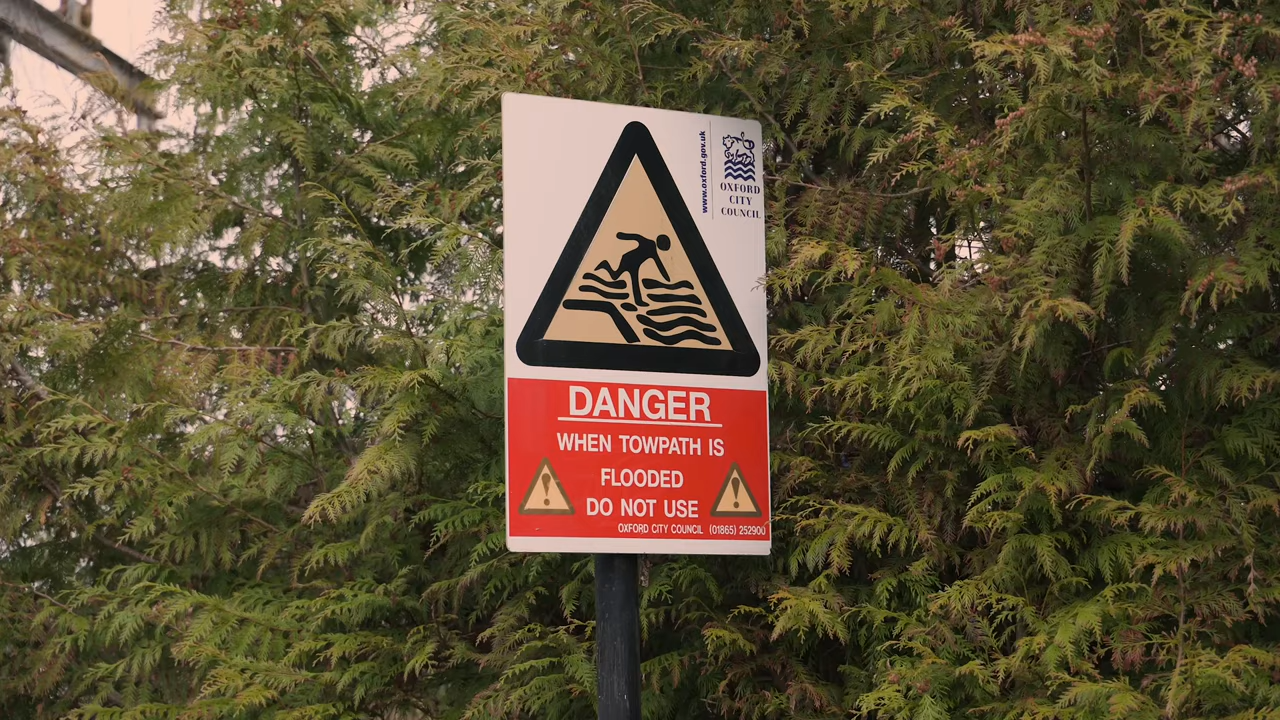 www.oxford.gov.uk
OXFORD
CITY
COUNCIL
DANGER
WHEN TOWPATH IS
FLOODED
DO NOT USE
OXFORD CITY COUNCIL (01865) 252900